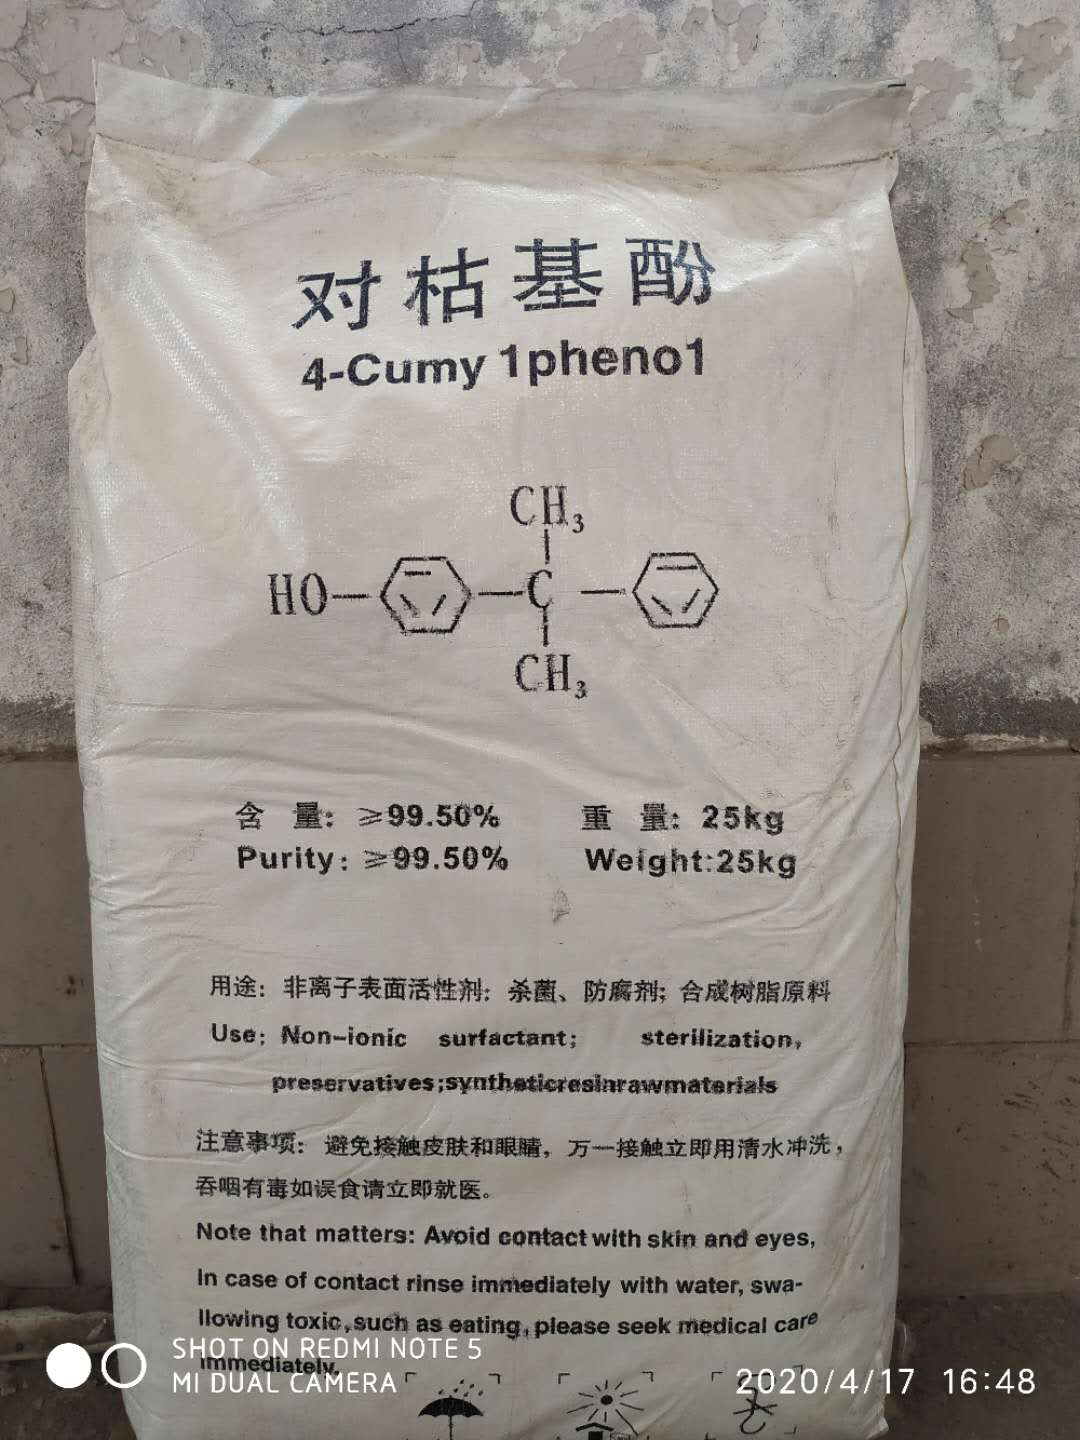 对枯基酚
4-Cumy 1pheno1
CH₃
HO—C—
CH₃
含 量: ≥99.50% 重 量: 25kg
Purity: ≥99.50% Weight:25kg
用途: 非离子表面活性剂; 杀菌、防腐剂; 合成树脂原料
Use: Non-ionic surfactant; sterilization,
preservatives;syntheticresinrawmaterials
注意事项: 避免接触皮肤和眼睛, 万一接触立即用清水冲洗,
吞咽有毒如误食请立即就医。
Note that matters: Avoid contact with skin and eyes,
In case of contact rinse immediately with water, swa-
llowing toxic, such as eating, please seek medical care
immediately.
SHOT ON REDMI NOTE 5
MI DUAL CAMERA
2020/4/17 16:48